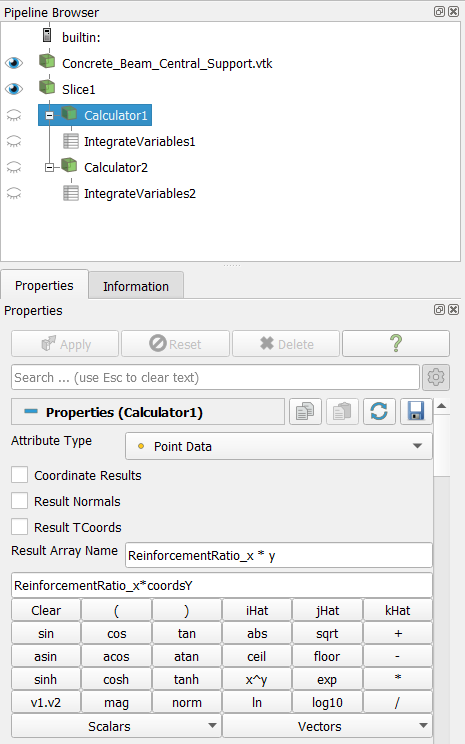 Pipeline Browser
builtin:
Concrete_Beam_Central_Support.vtk
Slice1
Calculator1
IntegrateVariables1
Calculator2
IntegrateVariables2
Properties Information
Properties
Apply Reset Delete ?
Search ... (use Esc to clear text)
Properties (Calculator1)
Attribute Type Point Data
Coordinate Results
Result Normals
Result TCoords
Result Array Name ReinforcementRatio_x * y
ReinforcementRatio_x*coordsY
Clear ( ) iHat jHat kHat
sin cos tan abs sqrt +
asin acos atan ceil floor -
sinh cosh tanh x^y exp *
v1.v2 mag norm ln log10 /
Scalars Vectors